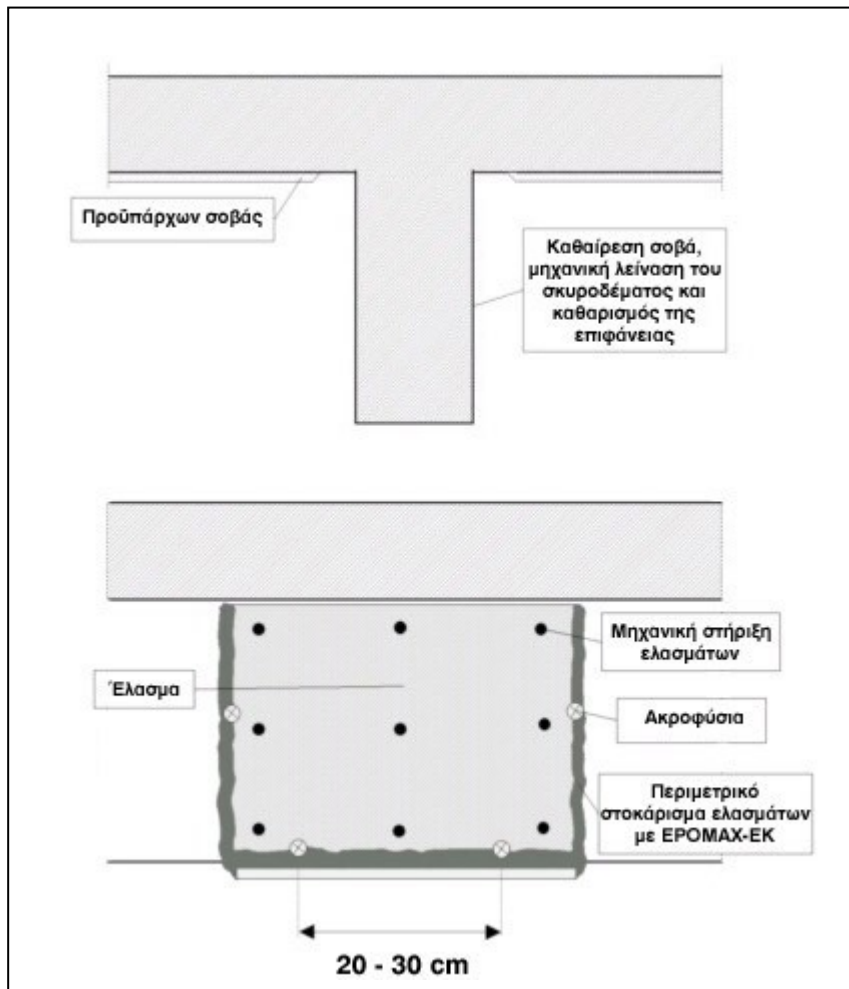 Προϋπάρχων σοβάς
Καθαίρεση σοβά,
μηχανική λείναση του
σκυροδέματος και
καθαρισμός της
επιφάνειας
Μηχανική στήριξη
ελασμάτων
Έλασμα
Ακροφύσια
Περιμετρικό
στοκάρισμα ελασμάτων
με EPOMAX-EK
20 - 30 cm